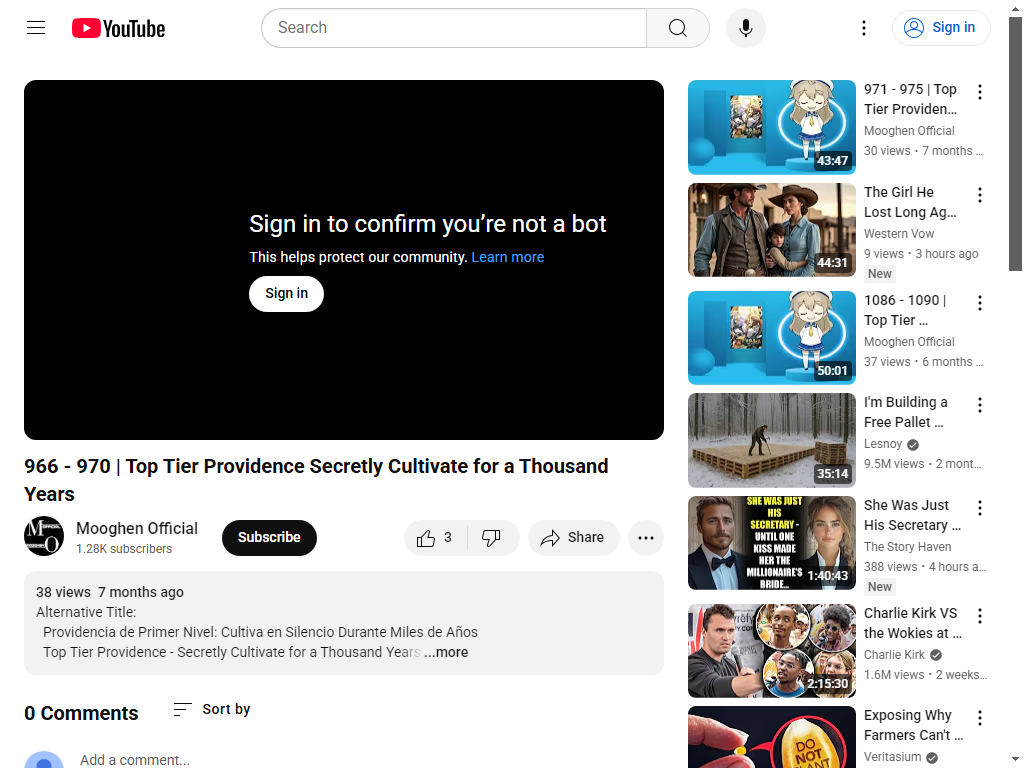 YouTube
Search
Sign in
Sign in to confirm you’re not a bot
This helps protect our community. Learn more
Sign in
966 - 970 | Top Tier Providence Secretly Cultivate for a Thousand
Years
Mooghen Official
1.28K subscribers
Subscribe
3
Share
38 views 7 months ago
Alternative Title:
Providencia de Primer Nivel: Cultiva en Silencio Durante Miles de Años
Top Tier Providence - Secretly Cultivate for a Thousand Years ...more
0 Comments
Sort by
Add a comment...
43:47
971 - 975 | Top
Tier Providen...
Mooghen Official
30 views • 7 months ...
44:31
The Girl He
Lost Long Ag...
Western Vow
9 views • 3 hours ago
New
50:01
1086 - 1090 |
Top Tier ...
Mooghen Official
37 views • 6 months ...
35:14
I'm Building a
Free Pallet ...
Lesnoy
9.5M views • 2 mont...
SHE WAS JUST
HIS
SECRETARY -
UNTIL ONE
KISS MADE
HER THE
MILLIONAIRE'S
BRIDE...
1:40:43
She Was Just
His Secretary ...
The Story Haven
388 views • 4 hours a...
New
2:15:30
Charlie Kirk VS
the Wokies at ...
Charlie Kirk
1.6M views • 2 weeks...
DO
NOT
Exposing Why
Farmers Can't ...
Veritasium